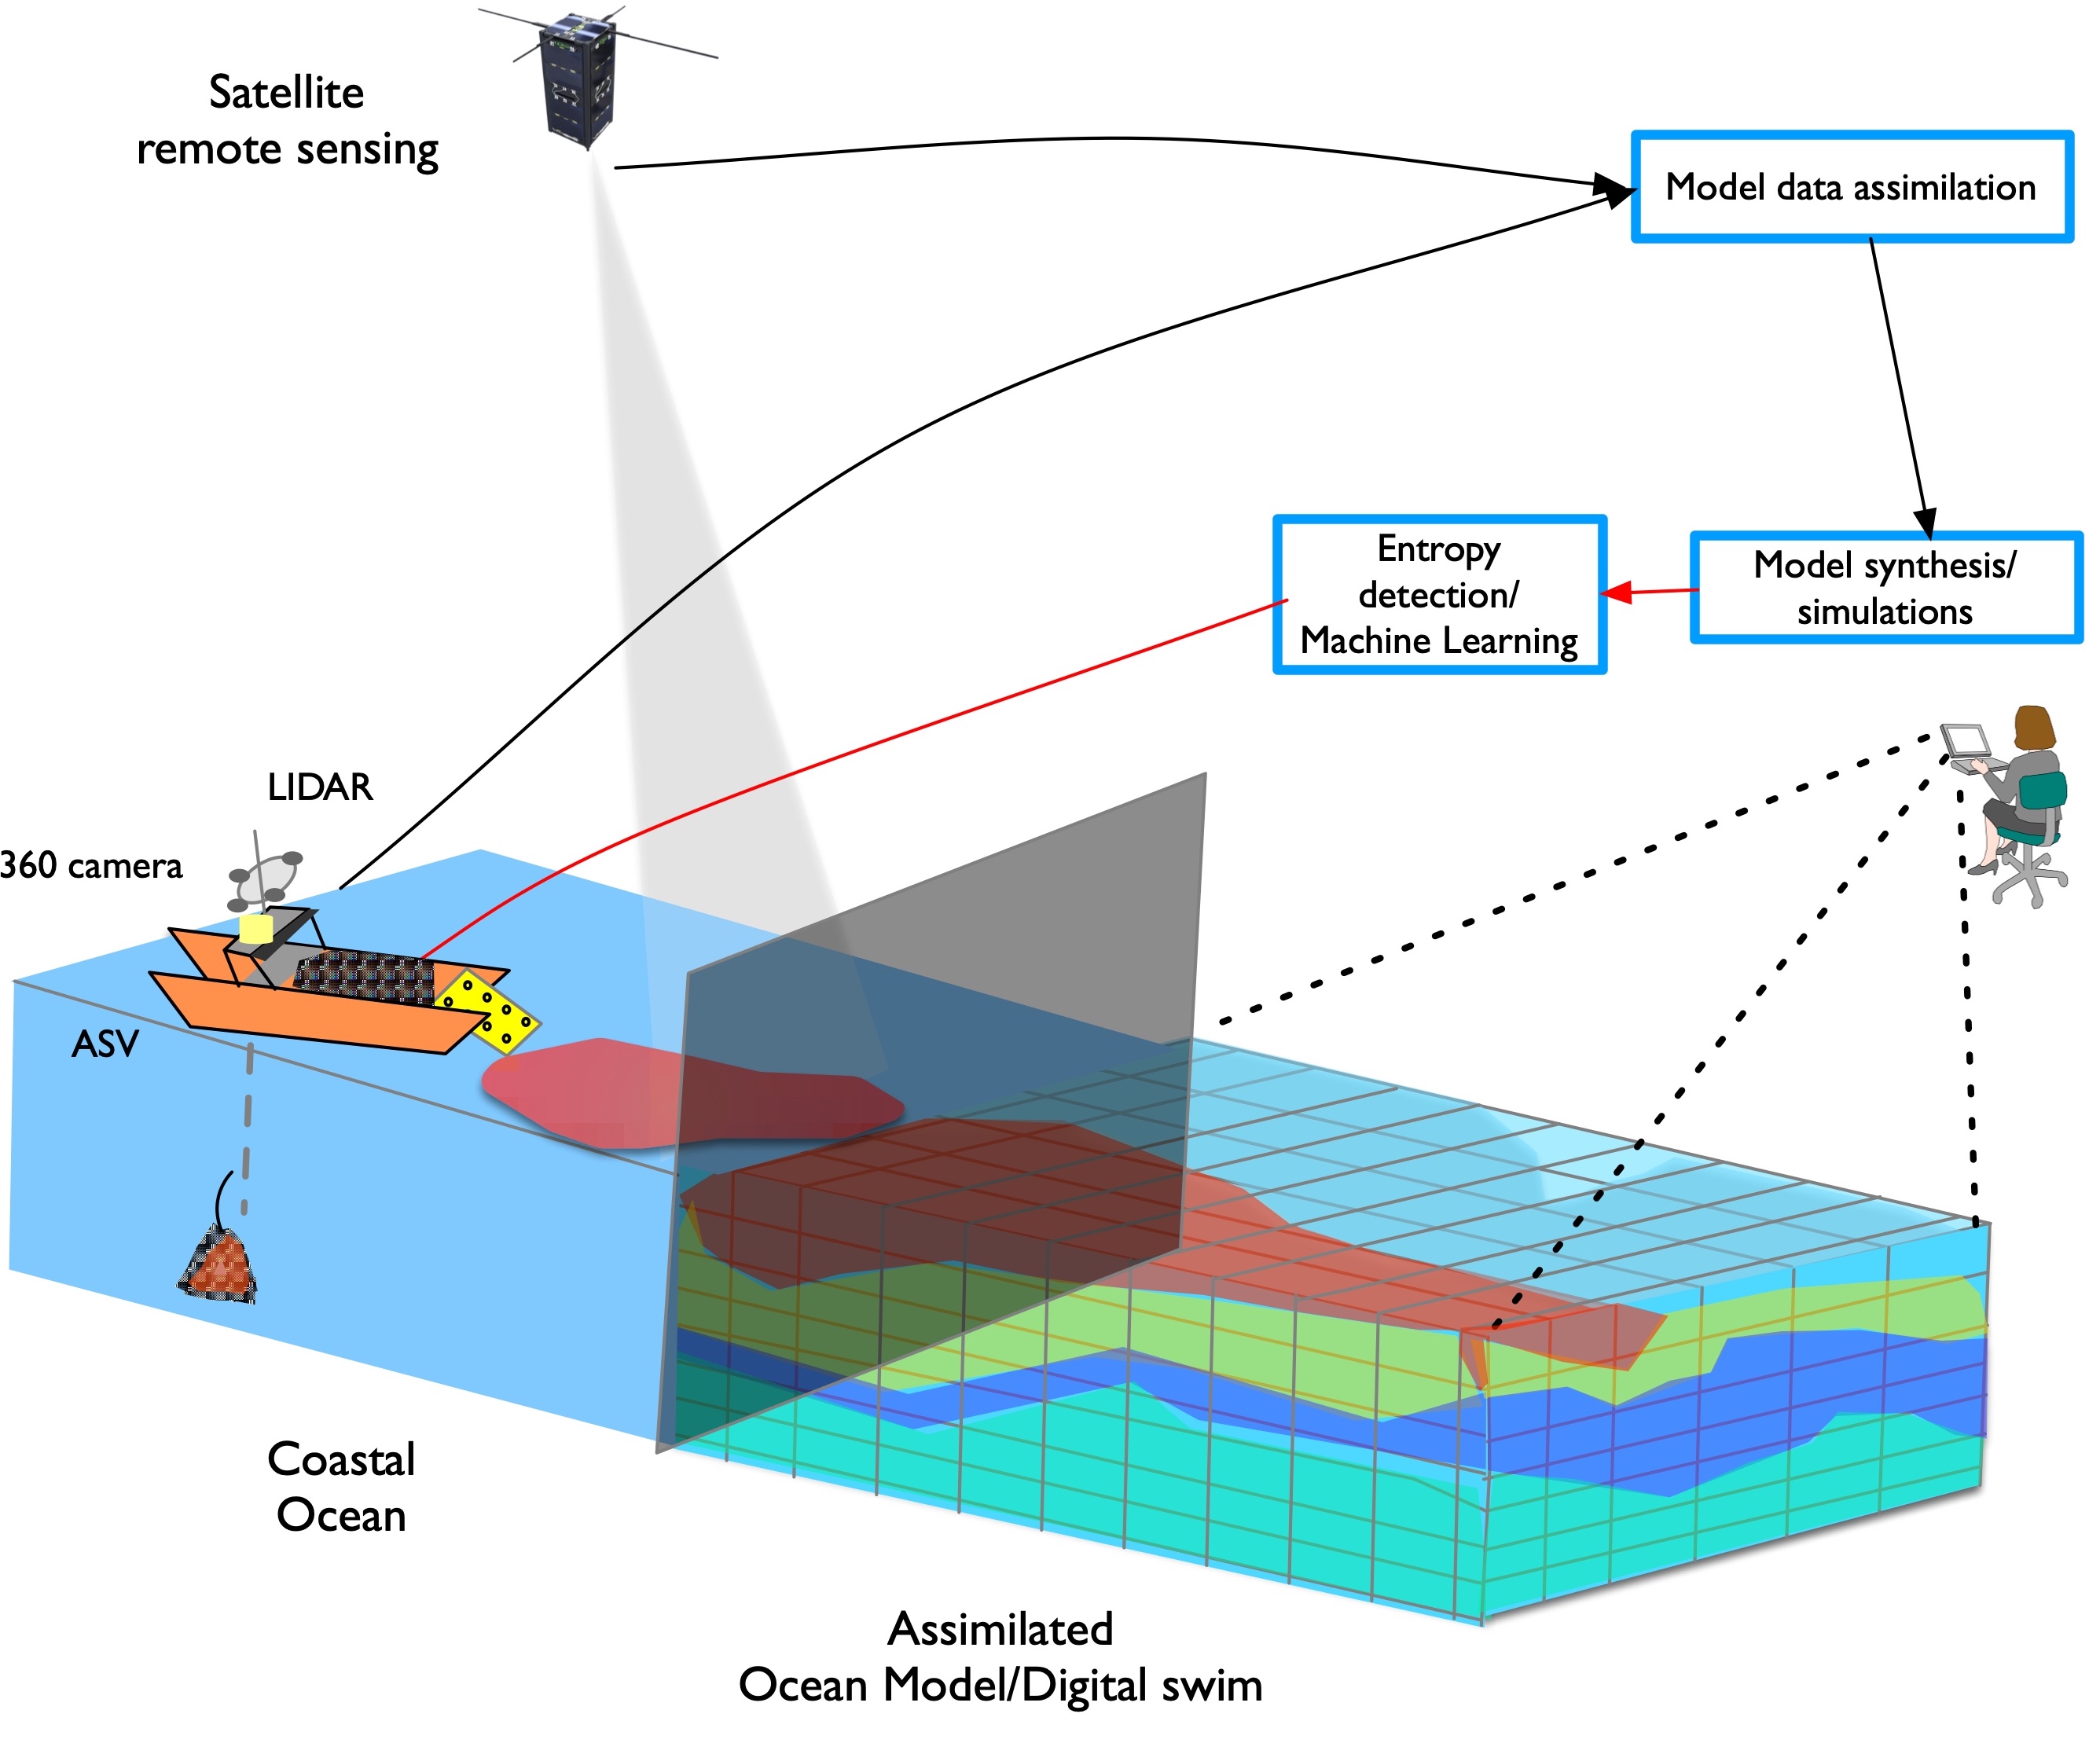 Satellite
remote sensing
Model data assimilation
Entropy
detection/
Machine Learning
Model synthesis/
simulations
LIDAR
360 camera
ASV
Coastal
Ocean
Assimilated
Ocean Model/Digital swim